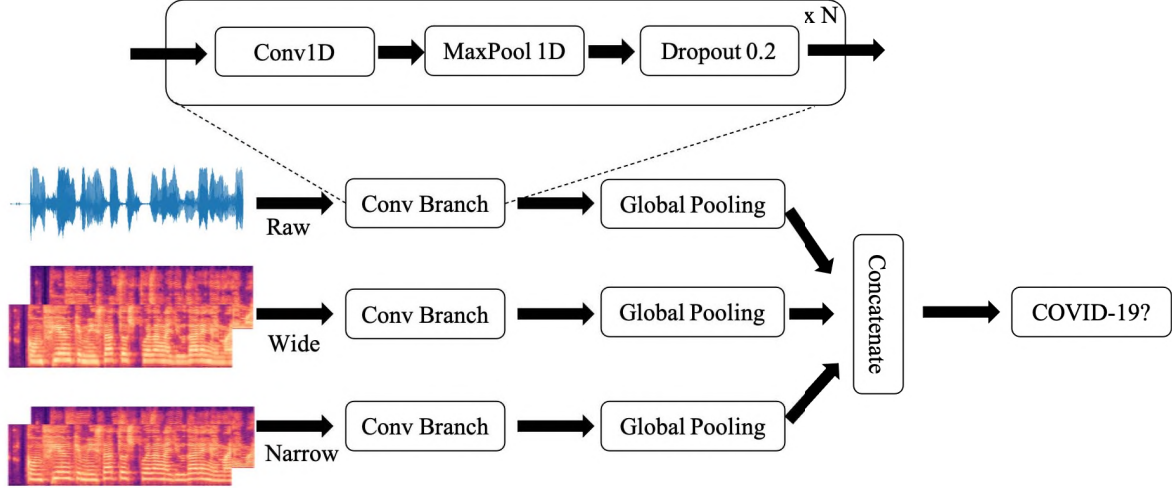 x N
Conv1D
MaxPool 1D
Dropout 0.2
Raw
Conv Branch
Global Pooling
Wide
Conv Branch
Global Pooling
Narrow
Conv Branch
Global Pooling
Concatenate
COVID-19?